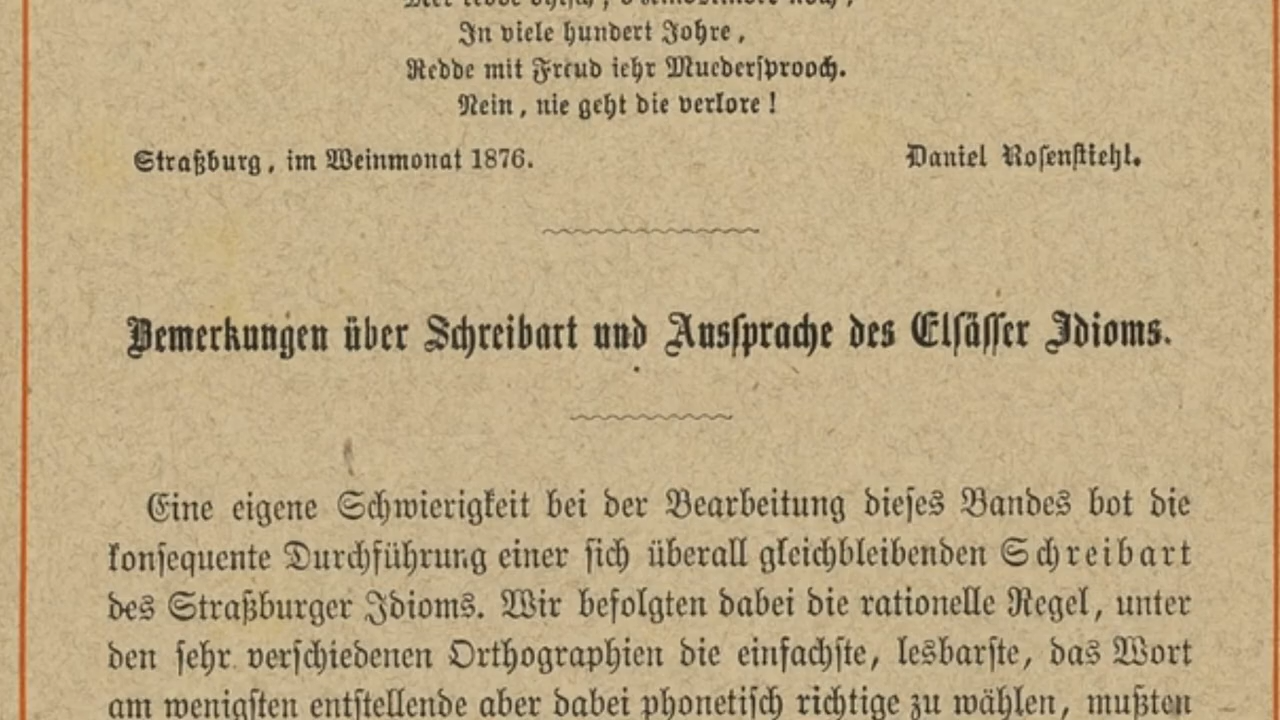 In viele hundert Johre,
Redde mit Freud iehr Muedersprooch.
Nein, nie geht die verlore!
Straßburg, im Weinmonat 1876.
Daniel Rosenstiehl.
Bemerkungen über Schreibart und Aussprache des Elsässer Idioms.
Eine eigene Schwierigkeit bei der Bearbeitung dieses Bandes bot die
konsequente Durchführung einer sich überall gleichbleibenden Schreibart
des Straßburger Idioms. Wir befolgten dabei die rationelle Regel, unter
den sehr verschiedenen Orthographien die einfachste, lesbarste, das Wort
am wenigsten entstellende aber dabei phonetisch richtige zu wählen, mußten